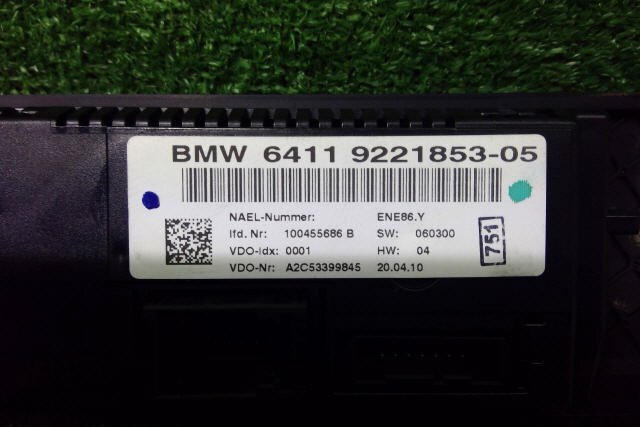 BMW 6411 9221853-05
NAEL-Nummer: ENE86.Y
lfd. Nr: 100455686 B SW: 060300
VDO-Idx: 0001 HW: 04
VDO-Nr: A2C53399845 20.04.10
751